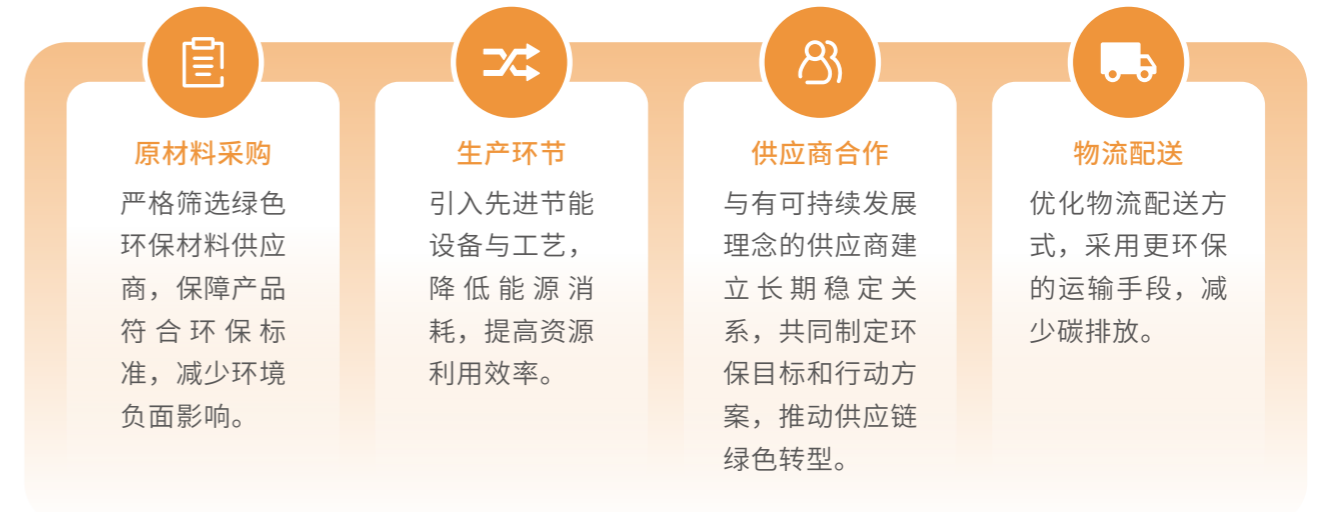 原材料采购
严格筛选绿色
环保材料供应
商，保障产品
符合环保标
准，减少环境
负面影响。
生产环节
引入先进节能
设备与工艺，
降低能源消
耗，提高资源
利用效率。
供应商合作
与有可持续发展
理念的供应商建
立长期稳定关
系，共同制定环
保目标和行动方
案，推动供应链
绿色转型。
物流配送
优化物流配送方
式，采用更环保
的运输手段，减
少碳排放。